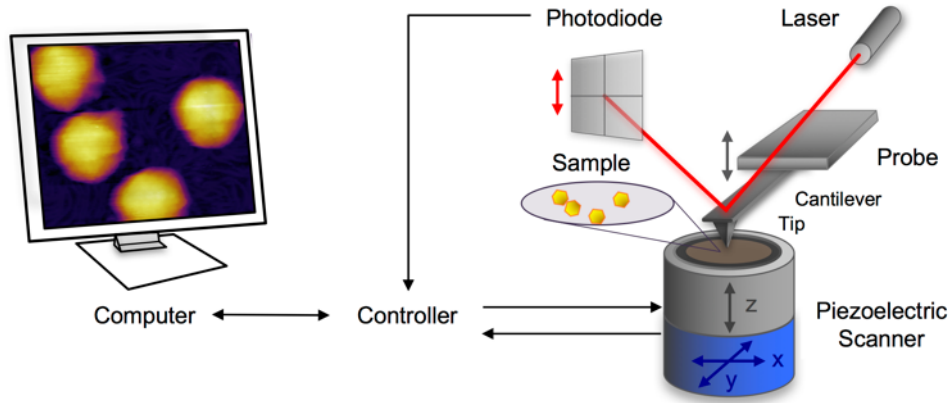 Photodiode
Laser
Sample
Probe
Cantilever
Tip
Computer
Controller
z
Piezoelectric
Scanner
x
y